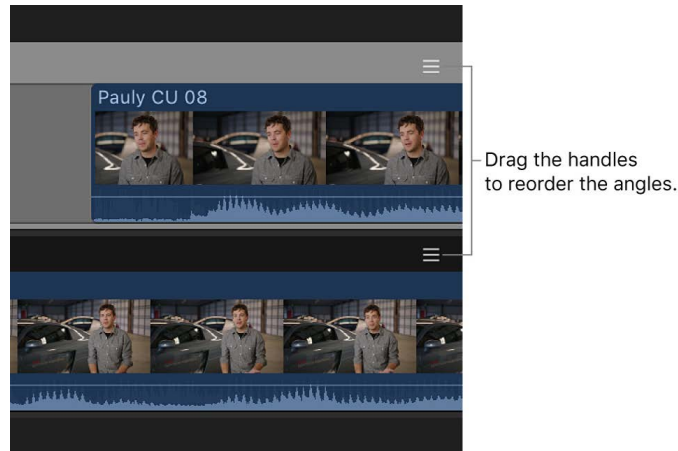 Pauly CU 08
Drag the handles
to reorder the angles.